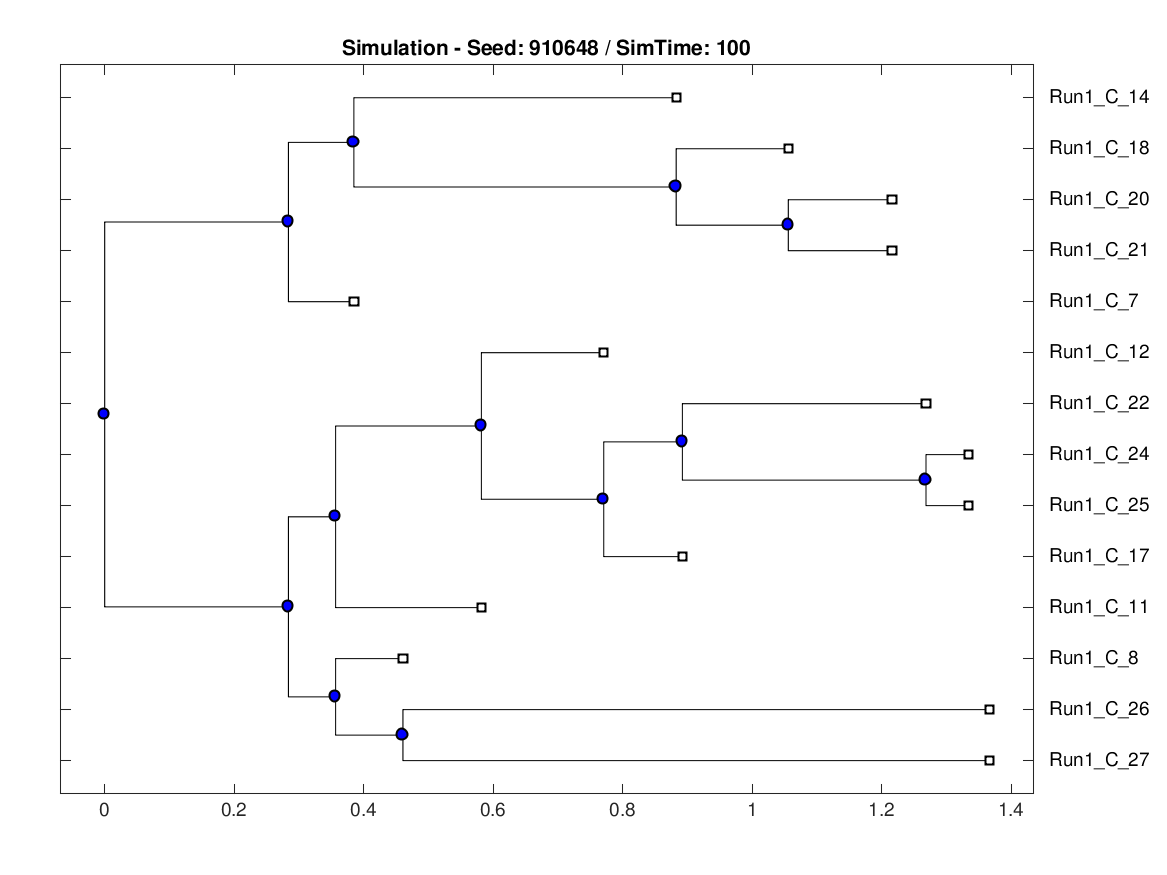 Simulation - Seed: 910648 / SimTime: 100
Run1_C_14
Run1_C_18
Run1_C_20
Run1_C_21
Run1_C_7
Run1_C_12
Run1_C_22
Run1_C_24
Run1_C_25
Run1_C_17
Run1_C_11
Run1_C_8
Run1_C_26
Run1_C_27
0 0.2 0.4 0.6 0.8 1 1.2 1.4